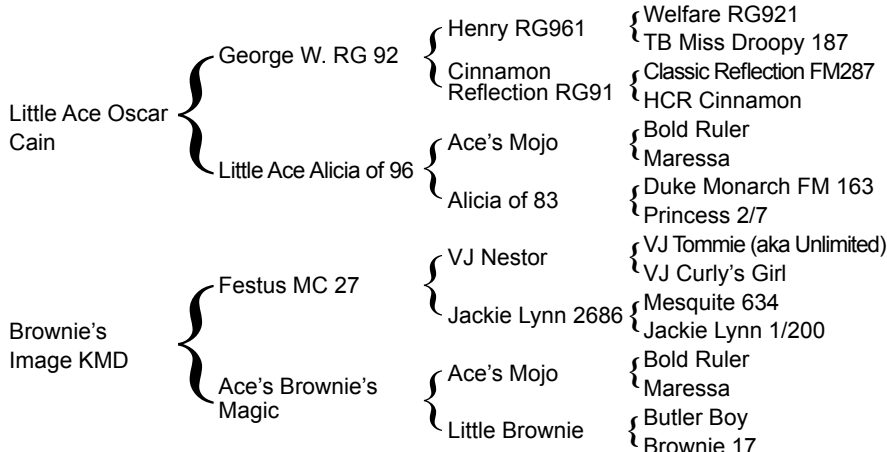 Little Ace Oscar
Cain
George W. RG 92
Henry RG961
Welfare RG921
TB Miss Droopy 187
Cinnamon
Reflection RG91
Classic Reflection FM287
HCR Cinnamon
Little Ace Alicia of 96
Ace's Mojo
Bold Ruler
Maressa
Alicia of 83
Duke Monarch FM 163
Princess 2/7
Brownie's
Image KMD
Festus MC 27
VJ Nestor
VJ Tommie (aka Unlimited)
VJ Curly's Girl
Jackie Lynn 2686
Mesquite 634
Jackie Lynn 1/200
Ace's Brownie's
Magic
Ace's Mojo
Bold Ruler
Maressa
Little Brownie
Butler Boy
Brownie 17